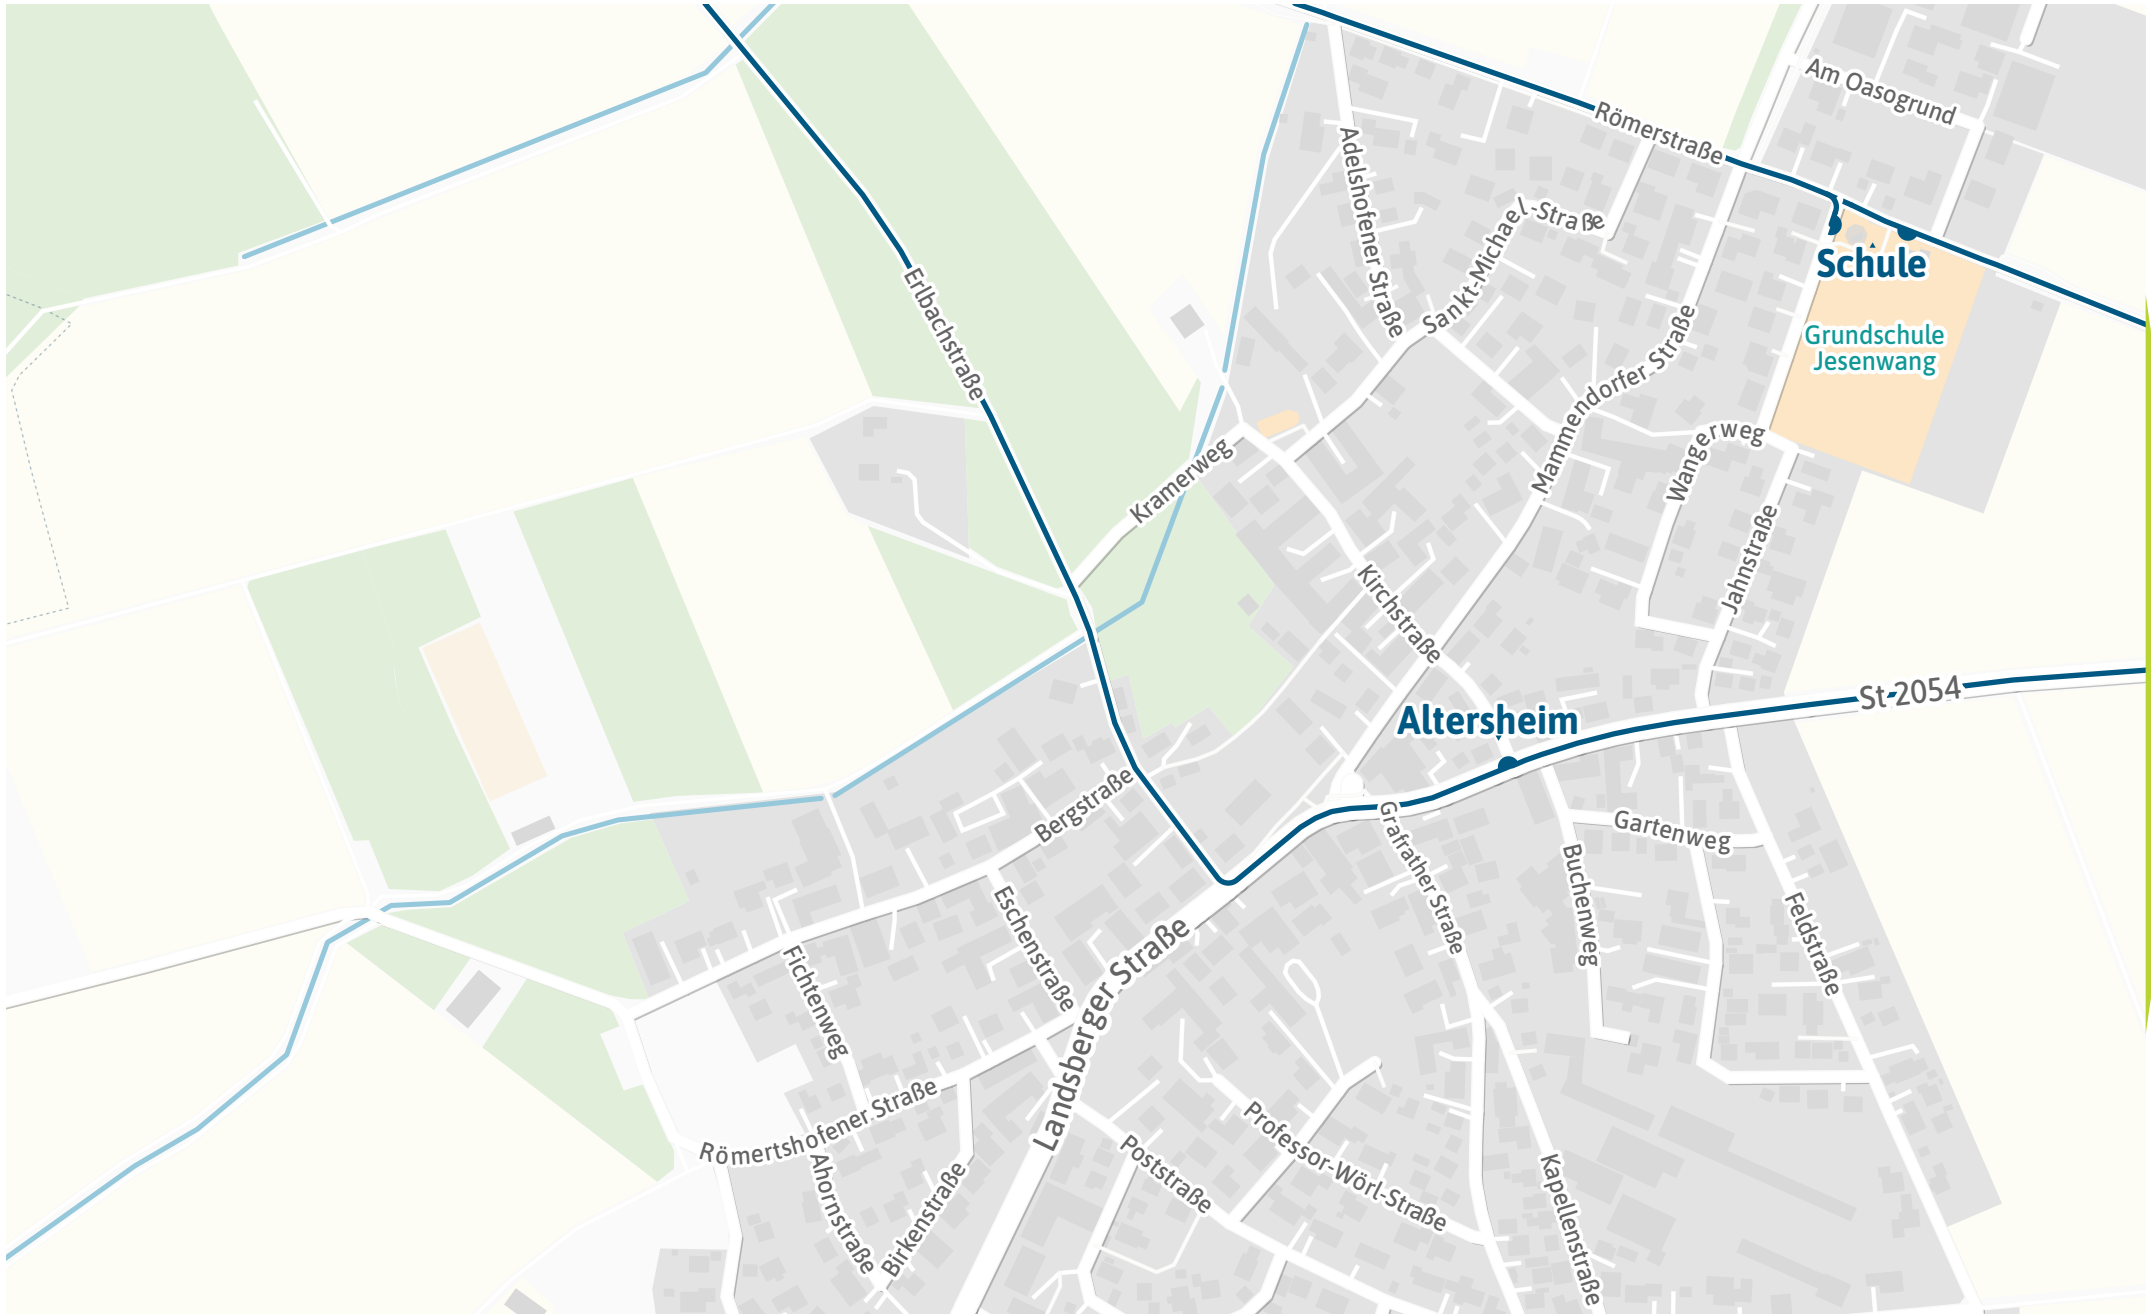 Am Oasogrund
Römerstraße
Adelshofener Straße
Sankt-Michael-Straße
Schule
Erlbachstraße
Grundschule
Jesenwang
Mammendorfer Straße
Wangerweg
Kramerweg
Jahnstraße
Kirchstraße
St 2054
Altersheim
Bergstraße
Grafrather Straße
Gartenweg
Buchenweg
Eschenstraße
Feldstraße
Landsberger Straße
Fichtenweg
Römertshofener Straße
Professor-Wörl-Straße
Poststraße
Ahornstraße
Birkenstraße
Kapellenstraße